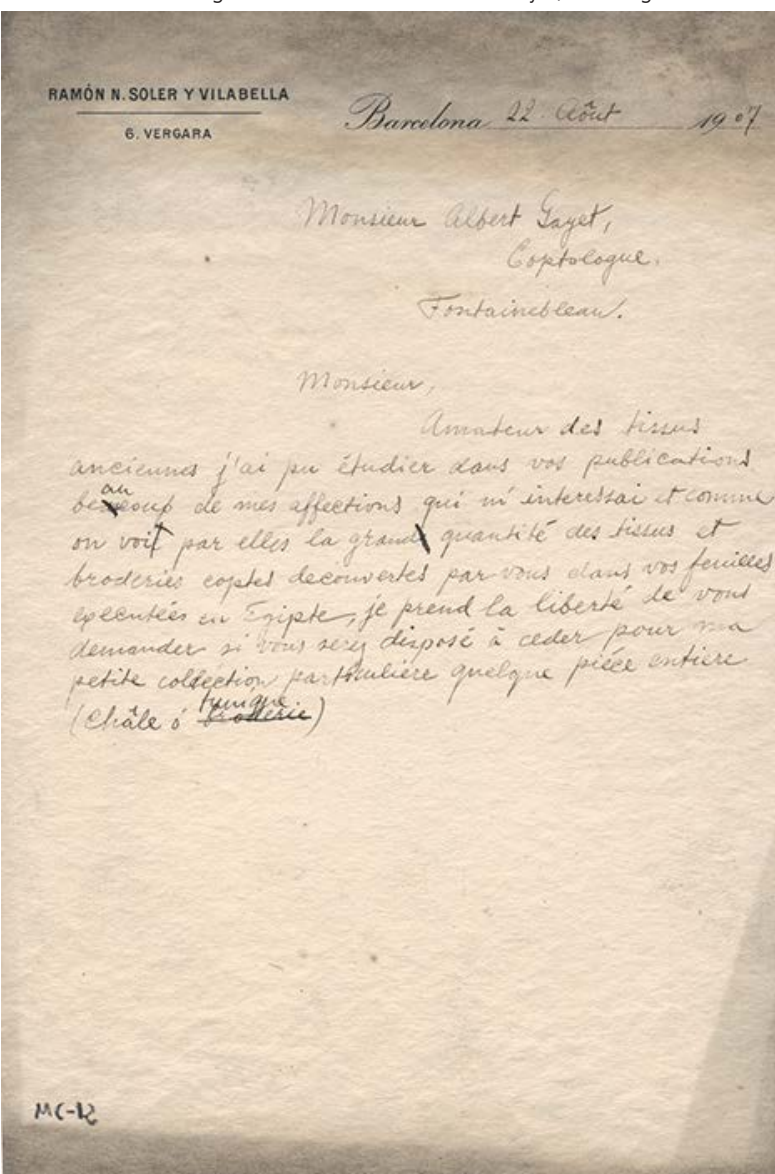 RAMÓN N. SOLER Y VILABELLA
6. VERGARA
Barcelona 22 Aôut 1907
Monsieur Albert Gayet,
Coptologue.
Fontainebleau.
Monsieur,
Amateur des tissus
anciennes j'ai pu étudier dans vos publications
beaucoup de mes affections qui m'interessai et comme
on voit par elles la grand quantité des tissus et
broderies coptes decouvertes par vous dans vos feuilles
executées en Egipte, je prend la liberté de vous
demander si vous serez disposé à ceder pour ma
petite collection particulière quelque pièce entiere
(Châle ó tunique broderie)
MC-12